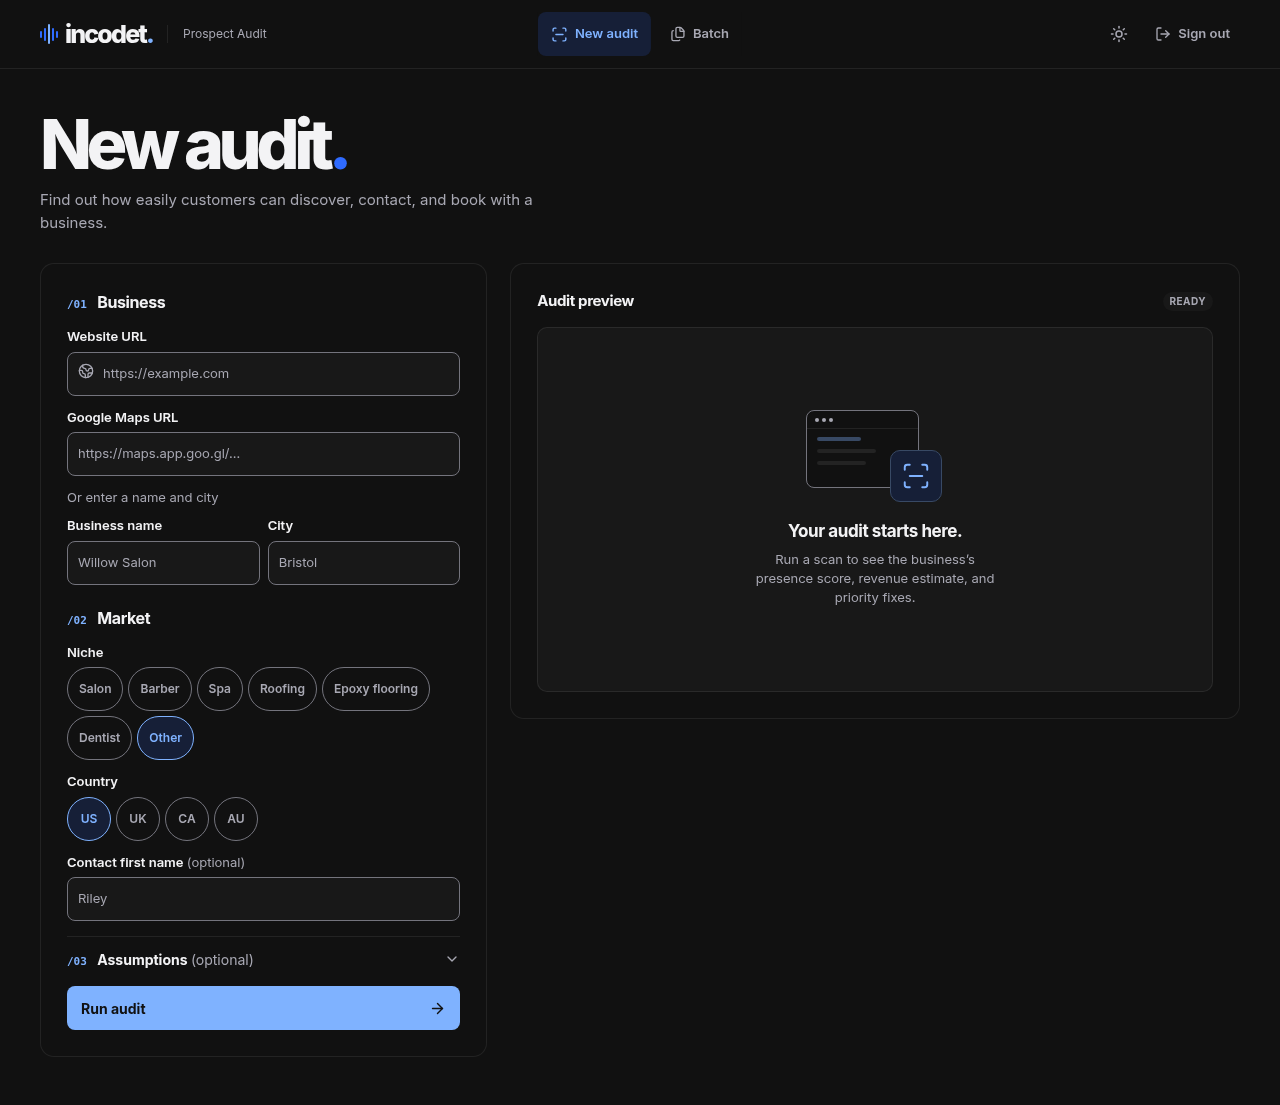 incodet.
Prospect Audit
New audit
Batch
Sign out
New audit.
Find out how easily customers can discover, contact, and book with a
business.
/01 Business
Website URL
https://example.com
Google Maps URL
https://maps.app.goo.gl/...
Or enter a name and city
Business name
City
Willow Salon
Bristol
/02 Market
Niche
Salon
Barber
Spa
Roofing
Epoxy flooring
Dentist
Other
Country
US
UK
CA
AU
Contact first name (optional)
Riley
/03 Assumptions (optional)
Run audit
Audit preview
READY
Your audit starts here.
Run a scan to see the business’s
presence score, revenue estimate, and
priority fixes.